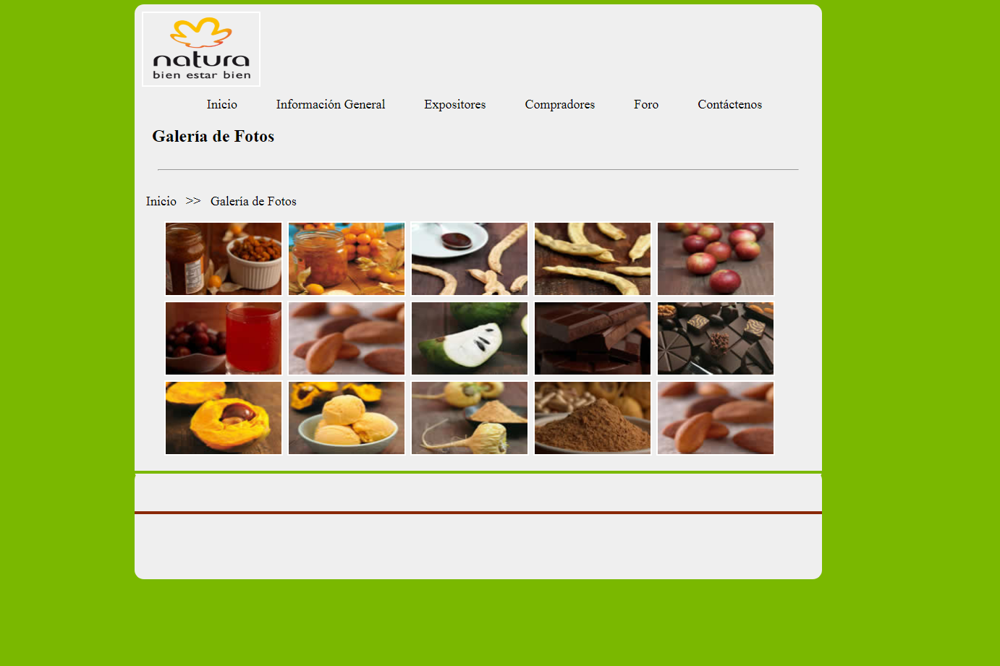 natura
bien estar bien
Inicio Información General Expositores Compradores Foro Contáctenos
Galería de Fotos
Inicio >> Galería de Fotos